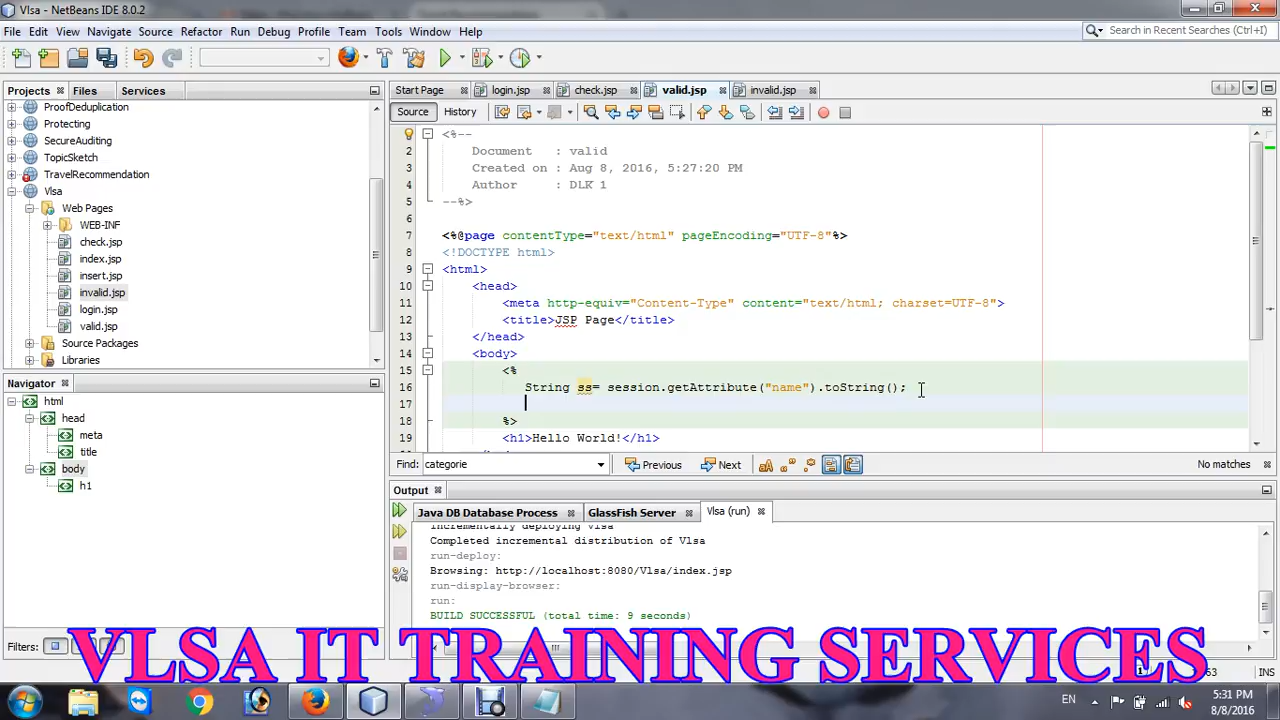 Vlsa - NetBeans IDE 8.0.2
File Edit View Navigate Source Refactor Run Debug Profile Team Tools Window Help
Search in Recent Searches (Ctrl+I)
Projects Files Services
Start Page login.jsp check.jsp valid.jsp invalid.jsp
Source History
ProofDeduplication
Protecting
SecureAuditing
TopicSketch
TravelRecommendation
Vlsa
Web Pages
WEB-INF
check.jsp
index.jsp
insert.jsp
invalid.jsp
login.jsp
valid.jsp
Source Packages
Libraries
Navigator
html
head
meta
title
body
h1
Filters:
<%--
2 Document : valid
3 Created on : Aug 8, 2016, 5:27:20 PM
4 Author : DLK 1
5 --%>
6
7 <%@page contentType="text/html" pageEncoding="UTF-8"%>
8 <!DOCTYPE html>
9 <html>
10 <head>
11 <meta http-equiv="Content-Type" content="text/html; charset=UTF-8">
12 <title>JSP Page</title>
13 </head>
14 <body>
15 <%
16 String ss= session.getAttribute("name").toString();
17
18 %>
19 <h1>Hello World!</h1>
Find: categorie Previous Next No matches
Output
Java DB Database Process GlassFish Server Vlsa (run)
Incrementally deploying Vlsa
Completed incremental distribution of Vlsa
run-deploy:
Browsing: http://localhost:8080/Vlsa/index.jsp
run-display-browser:
run:
BUILD SUCCESSFUL (total time: 9 seconds)
VLSA IT TRAINING SERVICES
INS
EN 5:31 PM
8/8/2016